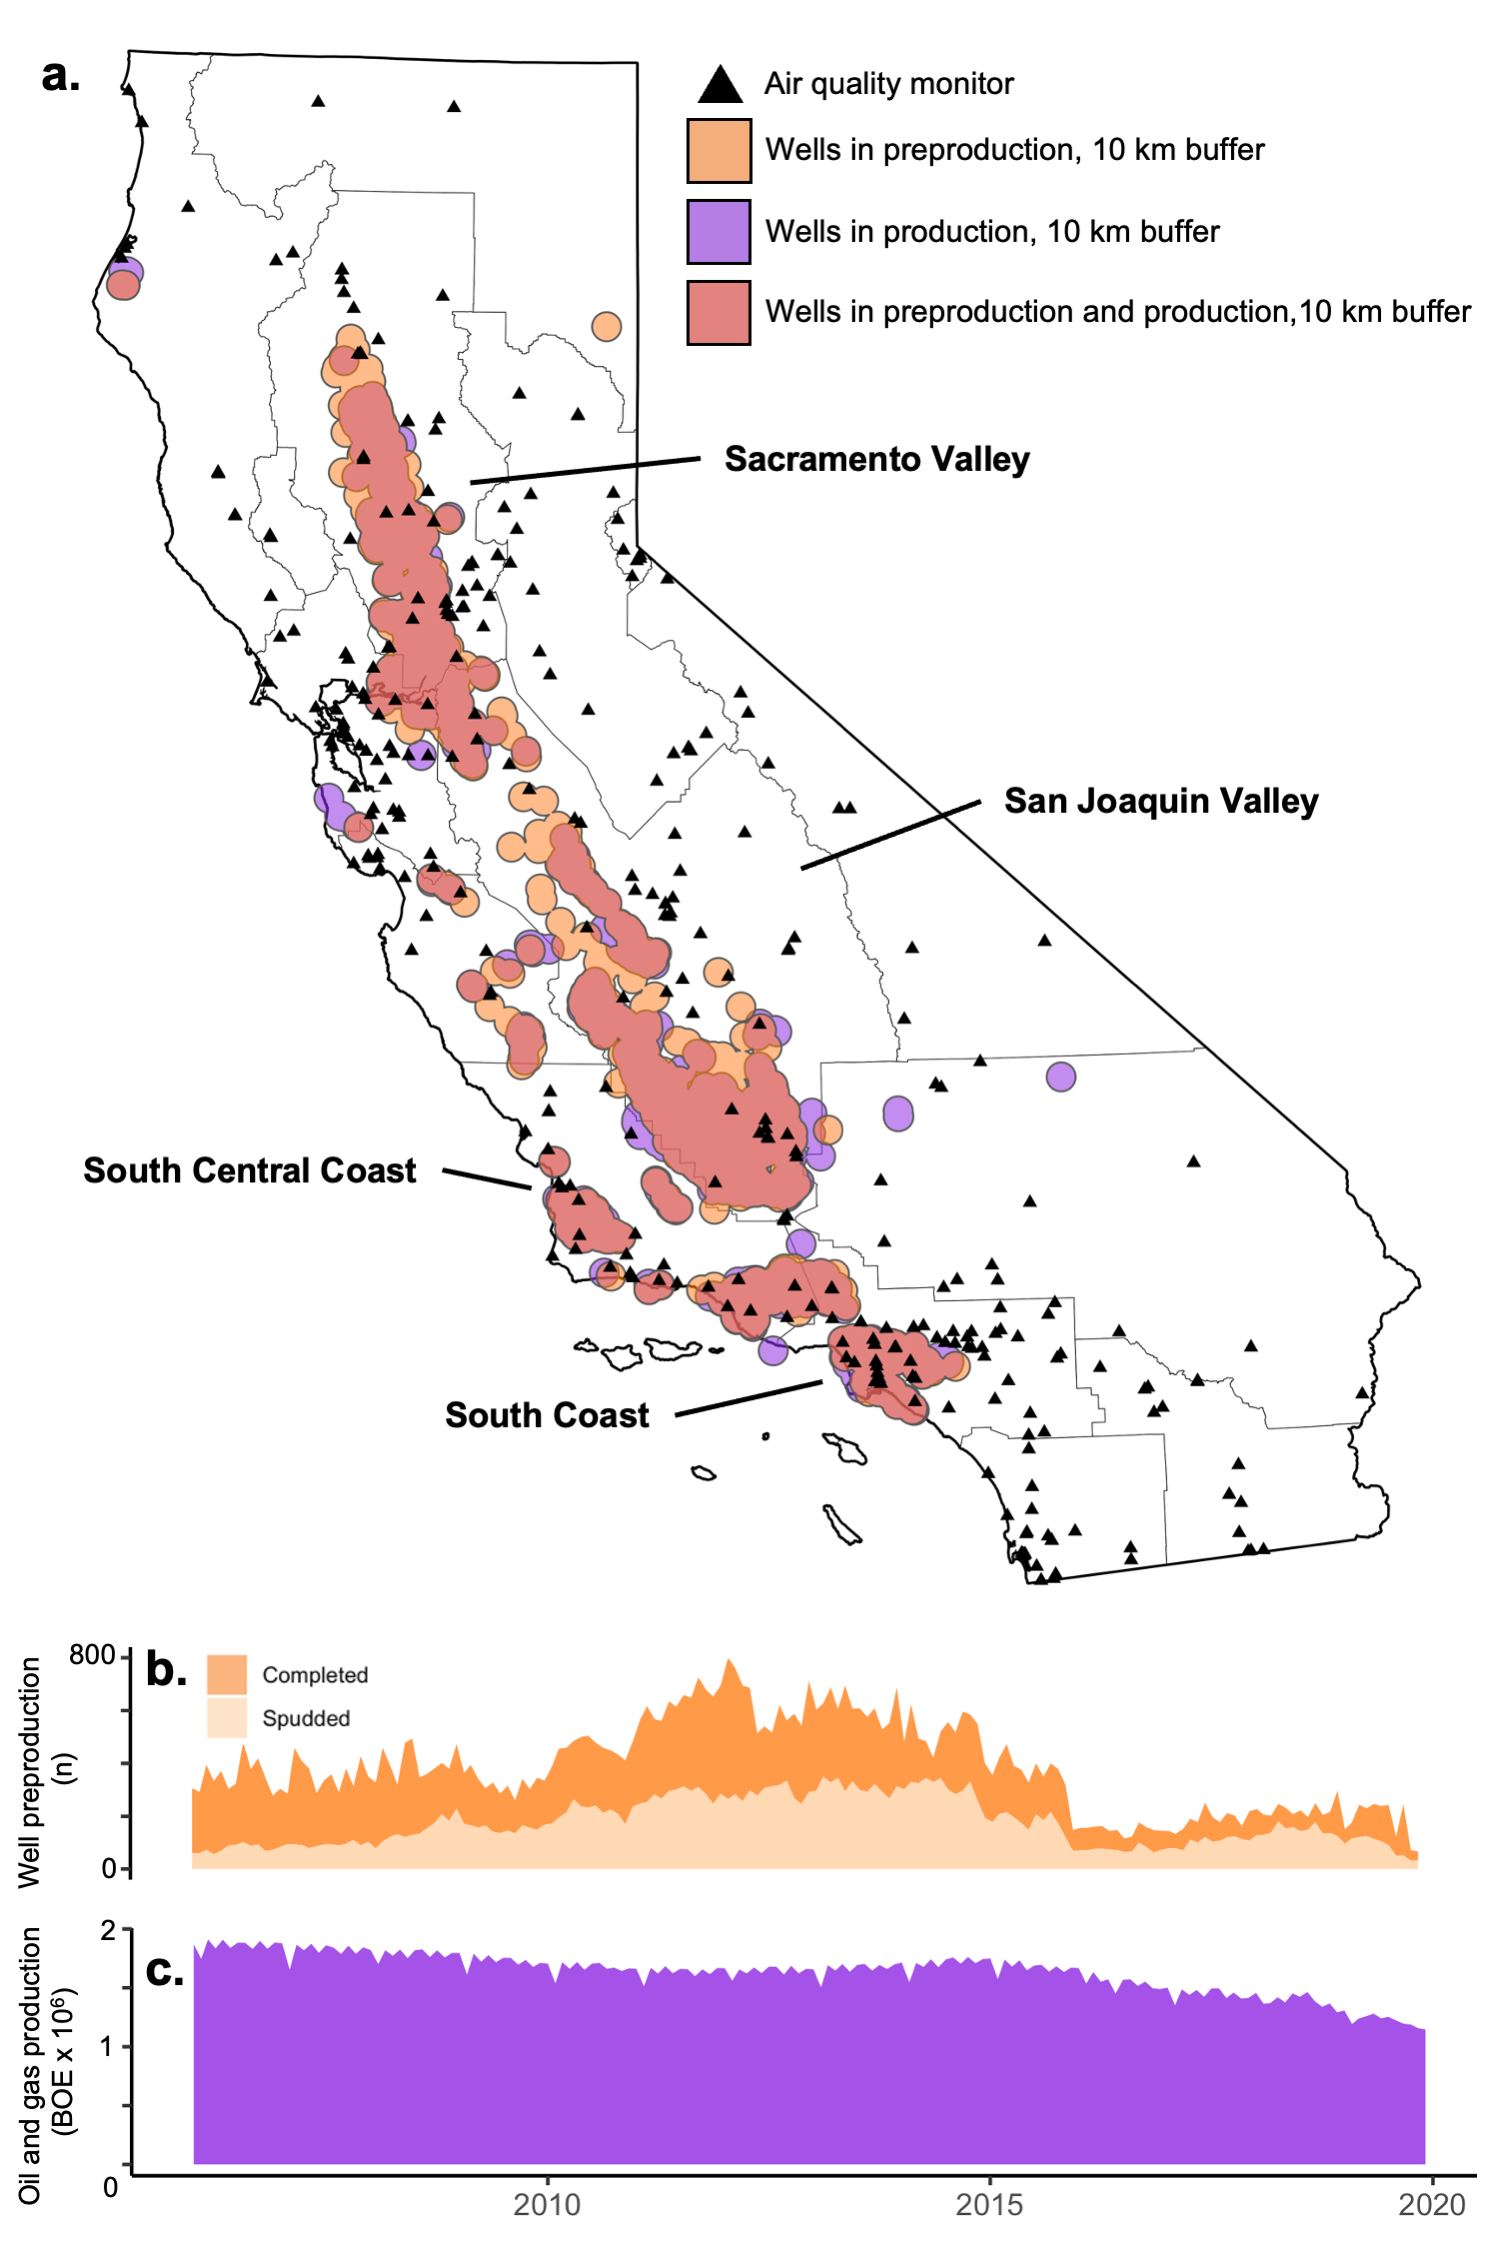 a.
Air quality monitor
Wells in preproduction, 10 km buffer
Wells in production, 10 km buffer
Wells in preproduction and production,10 km buffer
Sacramento Valley
San Joaquin Valley
South Central Coast
South Coast
b.
Completed
Spudded
Well preproduction
(n)
800
0
c.
Oil and gas production
(BOE x 10⁶)
2
1
0
2010
2015
2020